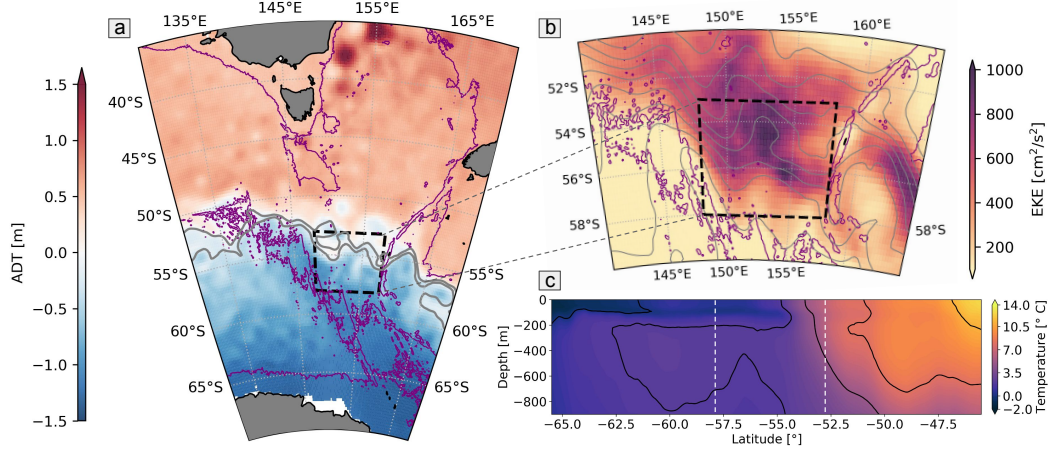 a
135°E 145°E 155°E 165°E
40°S
45°S
50°S
55°S
60°S
65°S
55°S
60°S
65°S
1.5
1.0
0.5
0.0
−0.5
−1.0
−1.5
ADT [m]
b
145°E 150°E 155°E 160°E
52°S
54°S
56°S
58°S
58°S
145°E 150°E 155°E
1000
800
600
400
200
EKE [cm²/s²]
c
0
−200
−400
−600
−800
Depth [m]
−65.0 −62.5 −60.0 −57.5 −55.0 −52.5 −50.0 −47.5
Latitude [°]
14.0
10.5
7.0
3.5
0.0
−2.0
Temperature [° C]